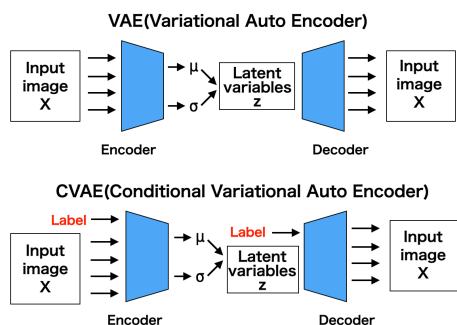 VAE(Variational Auto Encoder)
Input
image
X
μ
σ
Latent
variables
z
Input
image
X
Encoder
Decoder
CVAE(Conditional Variational Auto Encoder)
Label
Input
image
X
μ
σ
Label
Latent
variables
z
Input
image
X
Encoder
Decoder